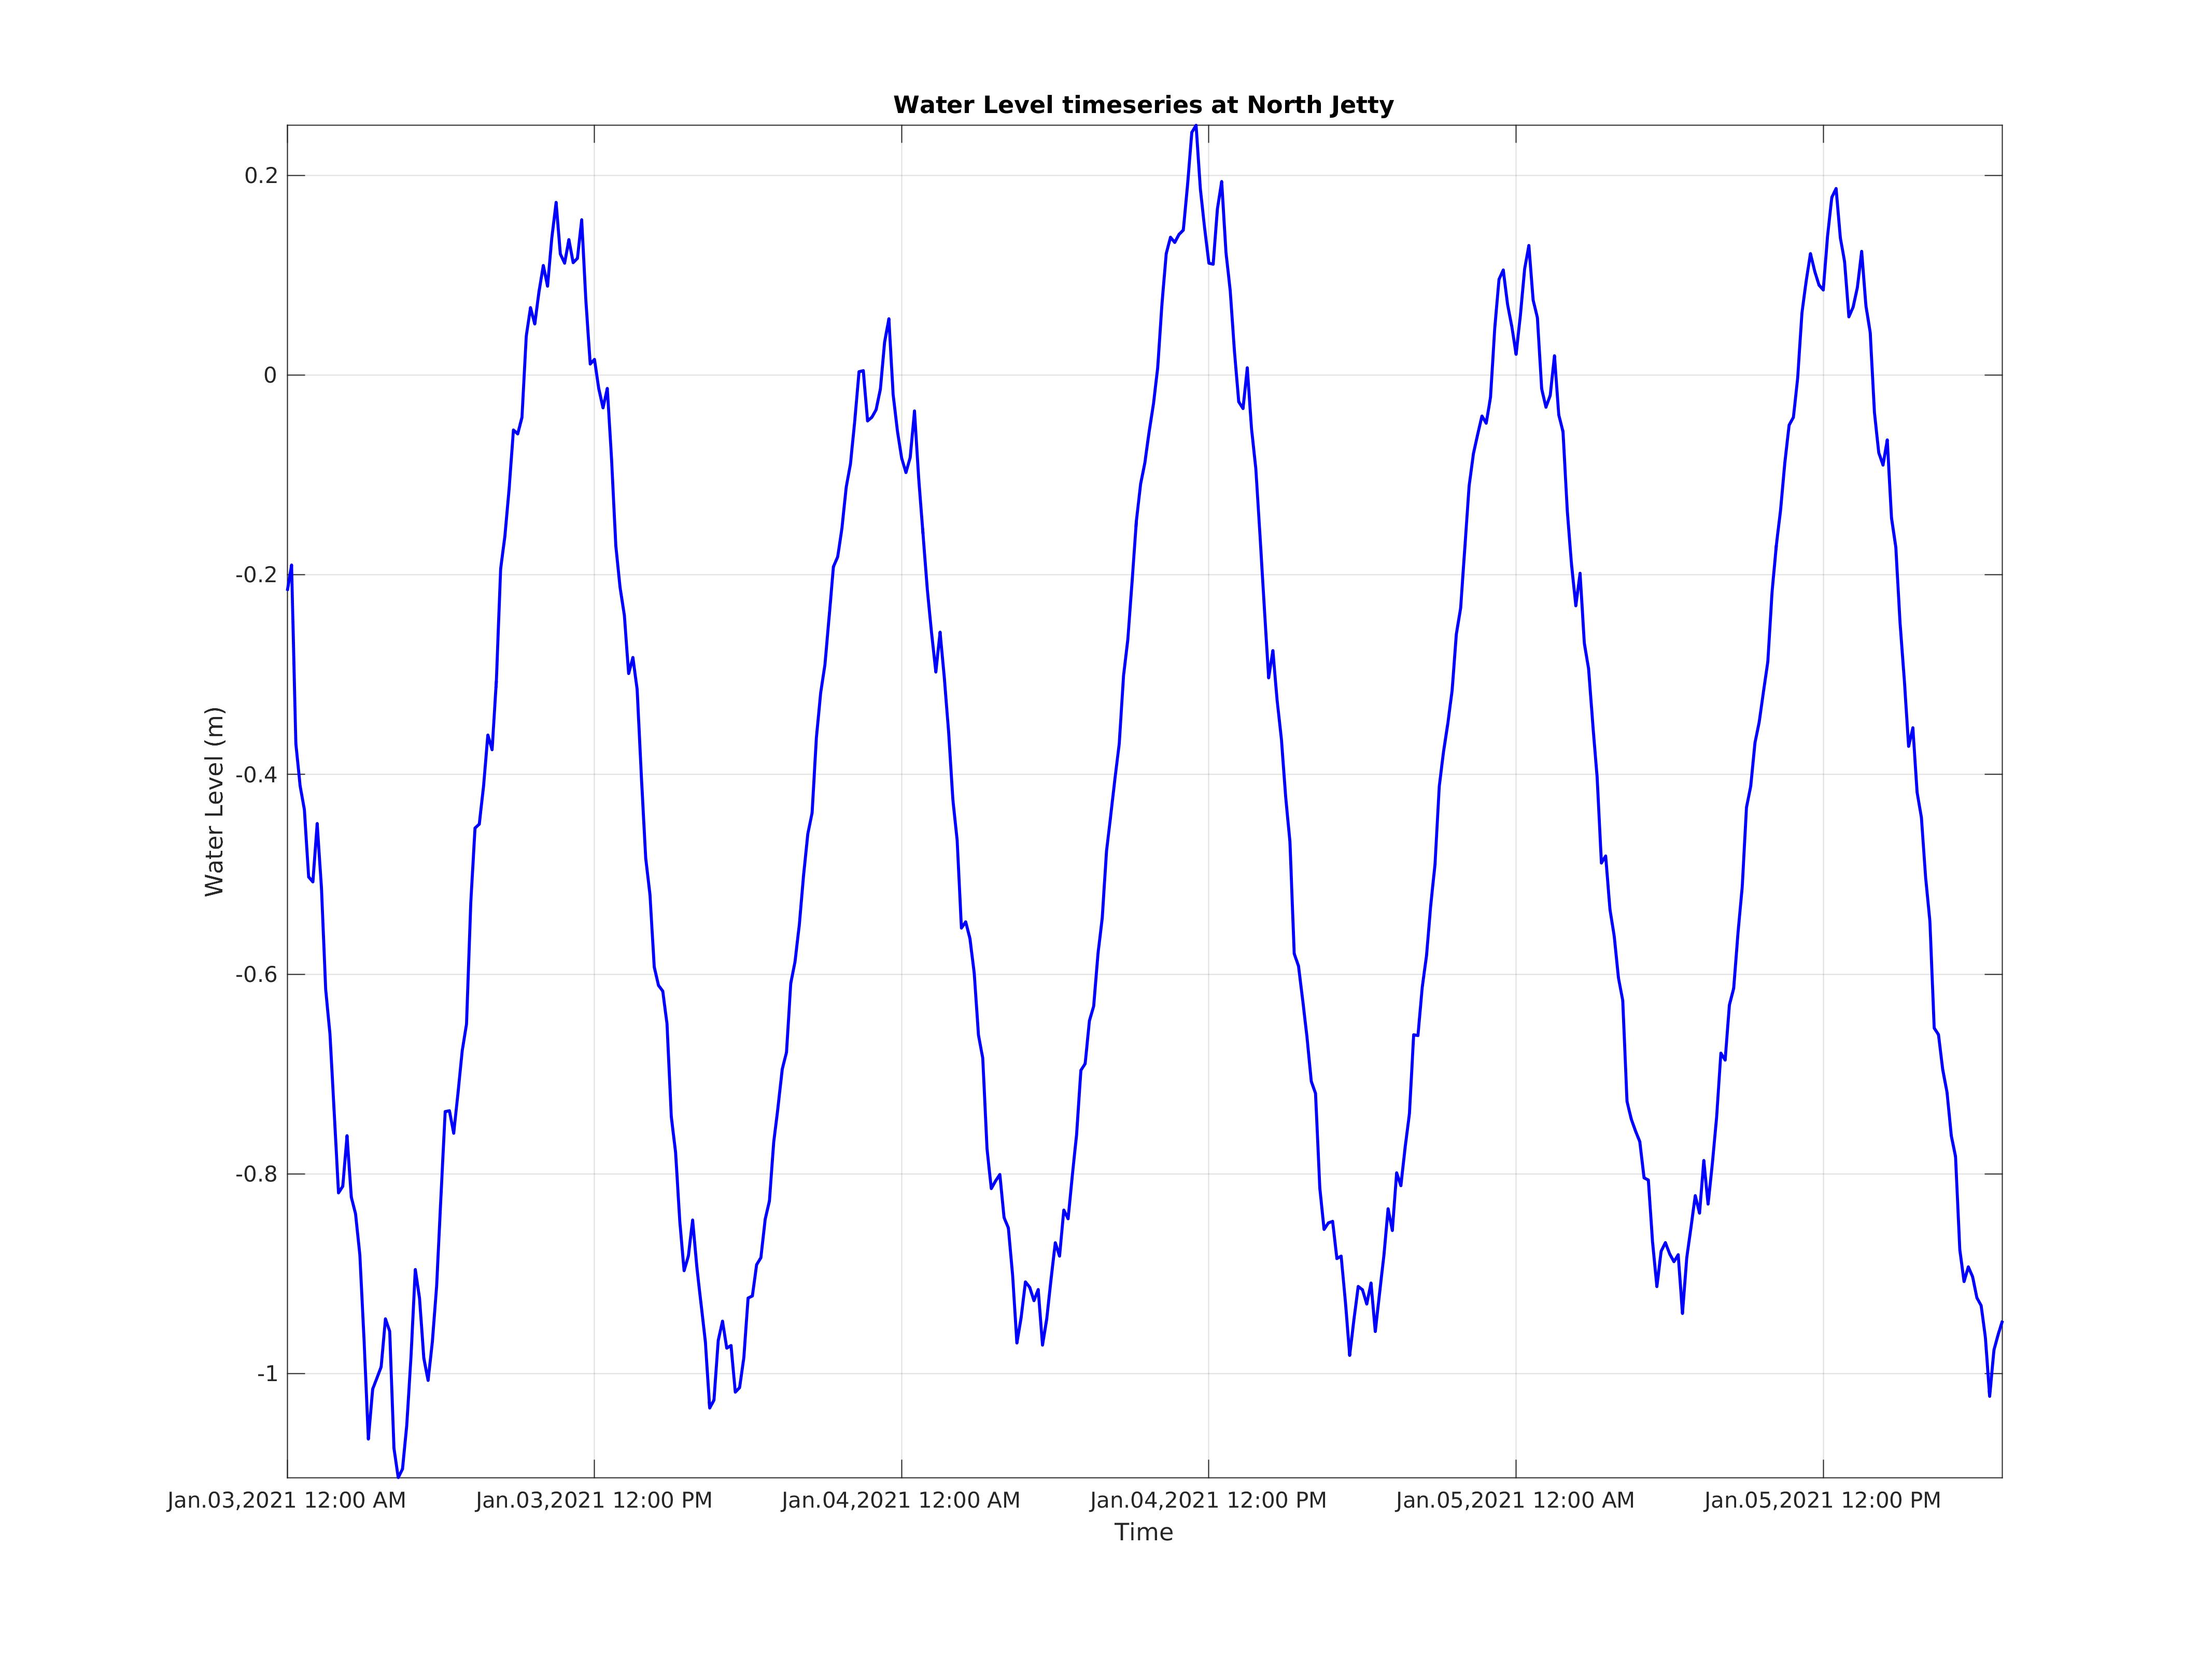 Water Level timeseries at North Jetty
0.2
0
-0.2
-0.4
-0.6
-0.8
-1
Water Level (m)
Jan.03,2021 12:00 AM
Jan.03,2021 12:00 PM
Jan.04,2021 12:00 AM
Jan.04,2021 12:00 PM
Jan.05,2021 12:00 AM
Jan.05,2021 12:00 PM
Time